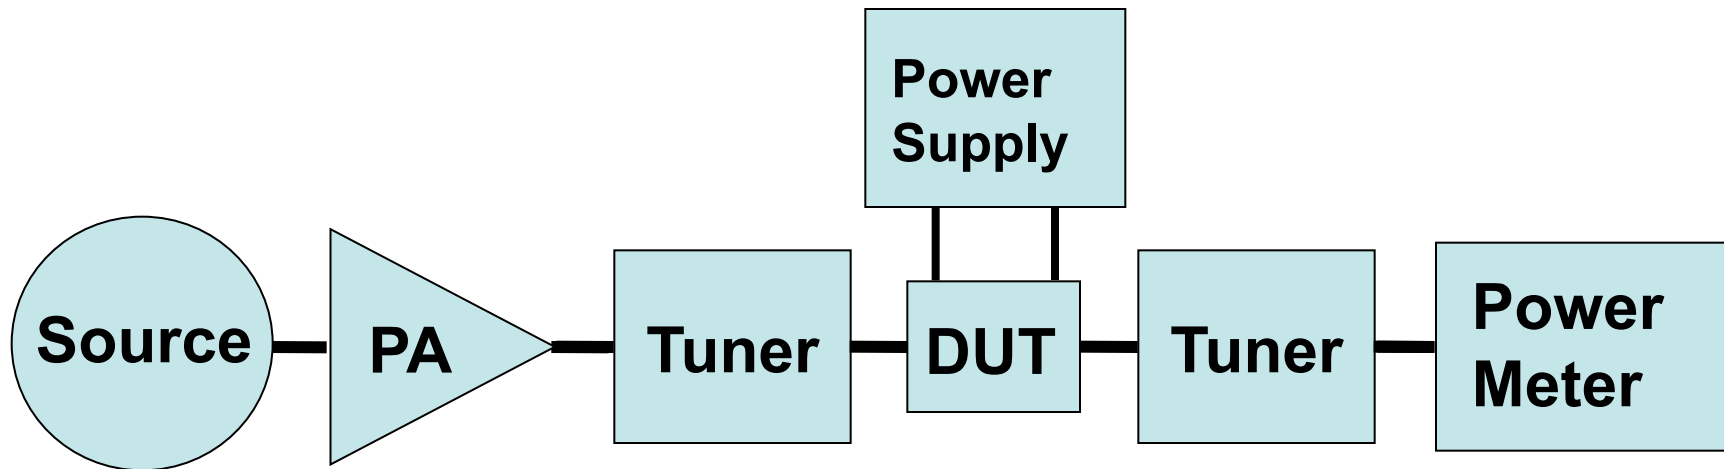 Power
Supply
Source
PA
Tuner
DUT
Tuner
Power
Meter